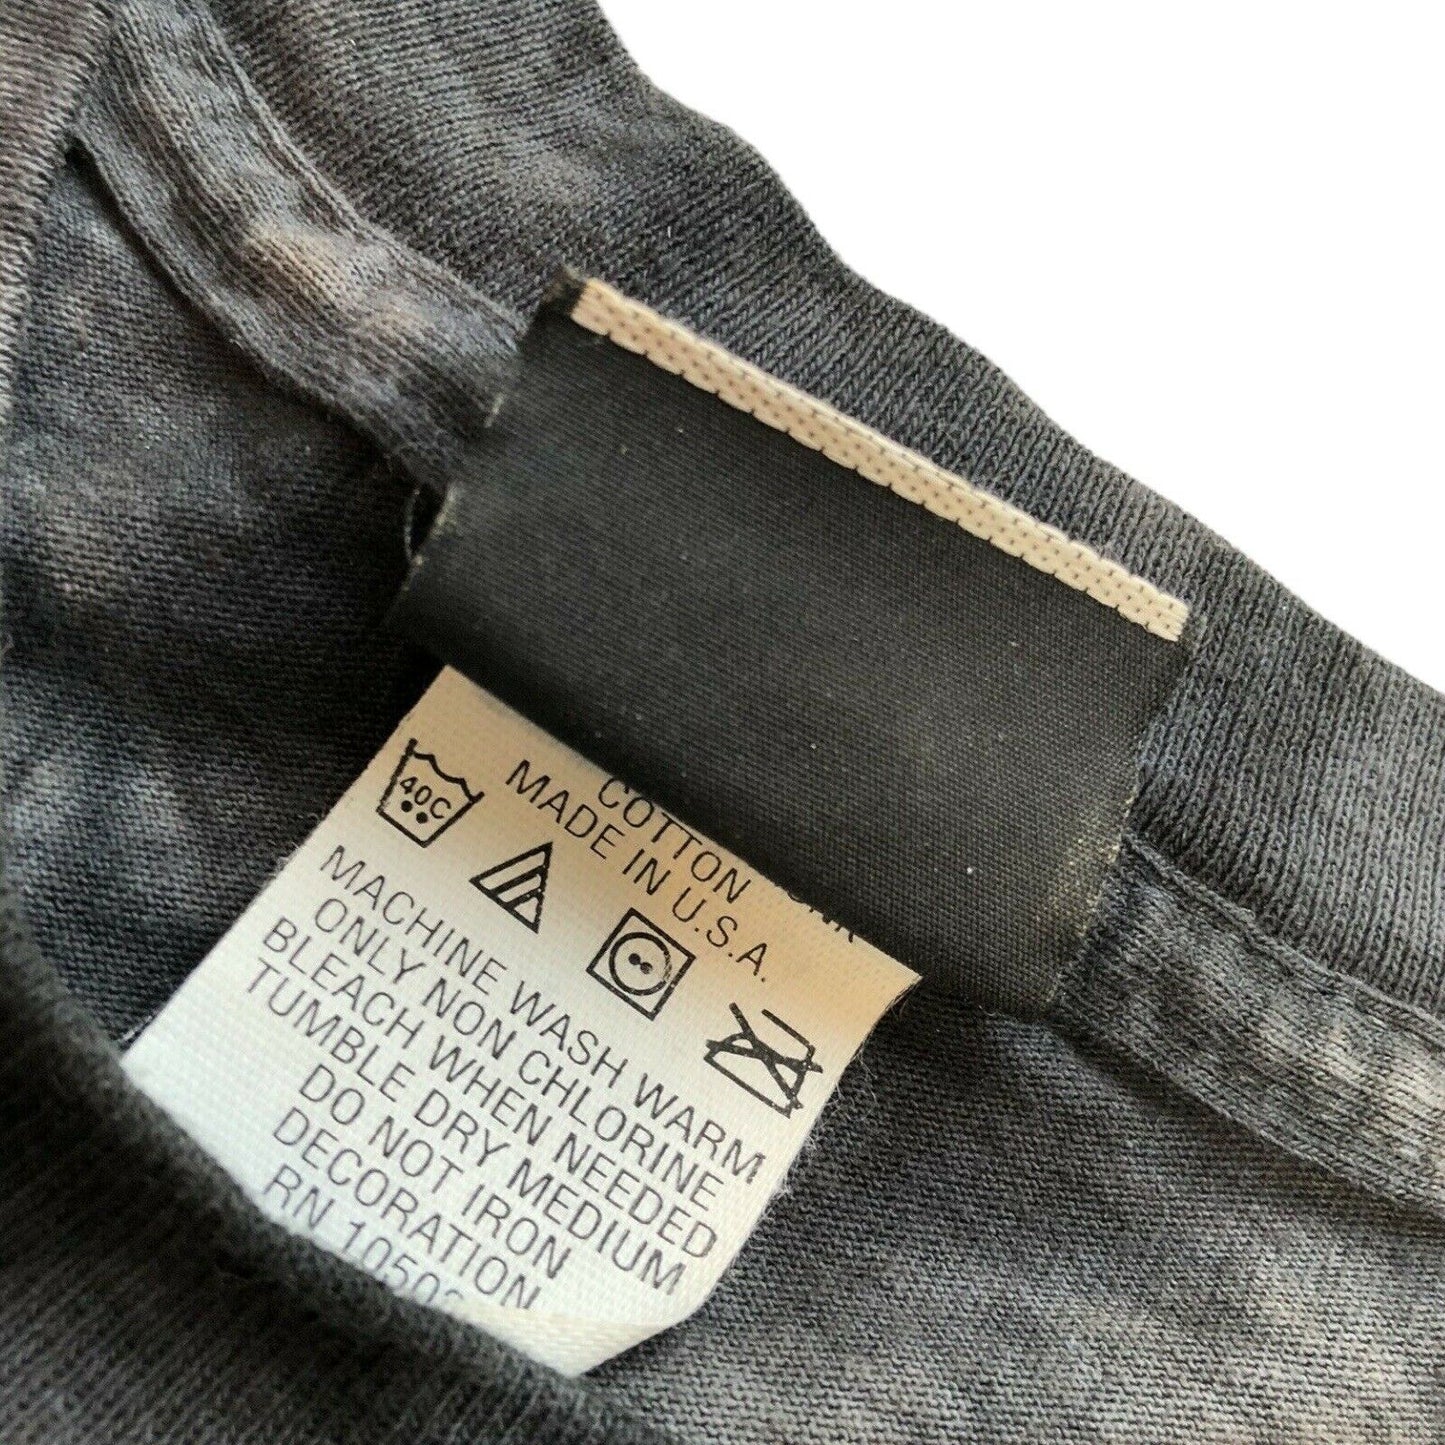 COTTON
MADE IN U.S.A.
40C
MACHINE WASH WARM
ONLY NON CHLORINE
BLEACH WHEN NEEDED
TUMBLE DRY MEDIUM
DO NOT IRON
DECORATION
RN